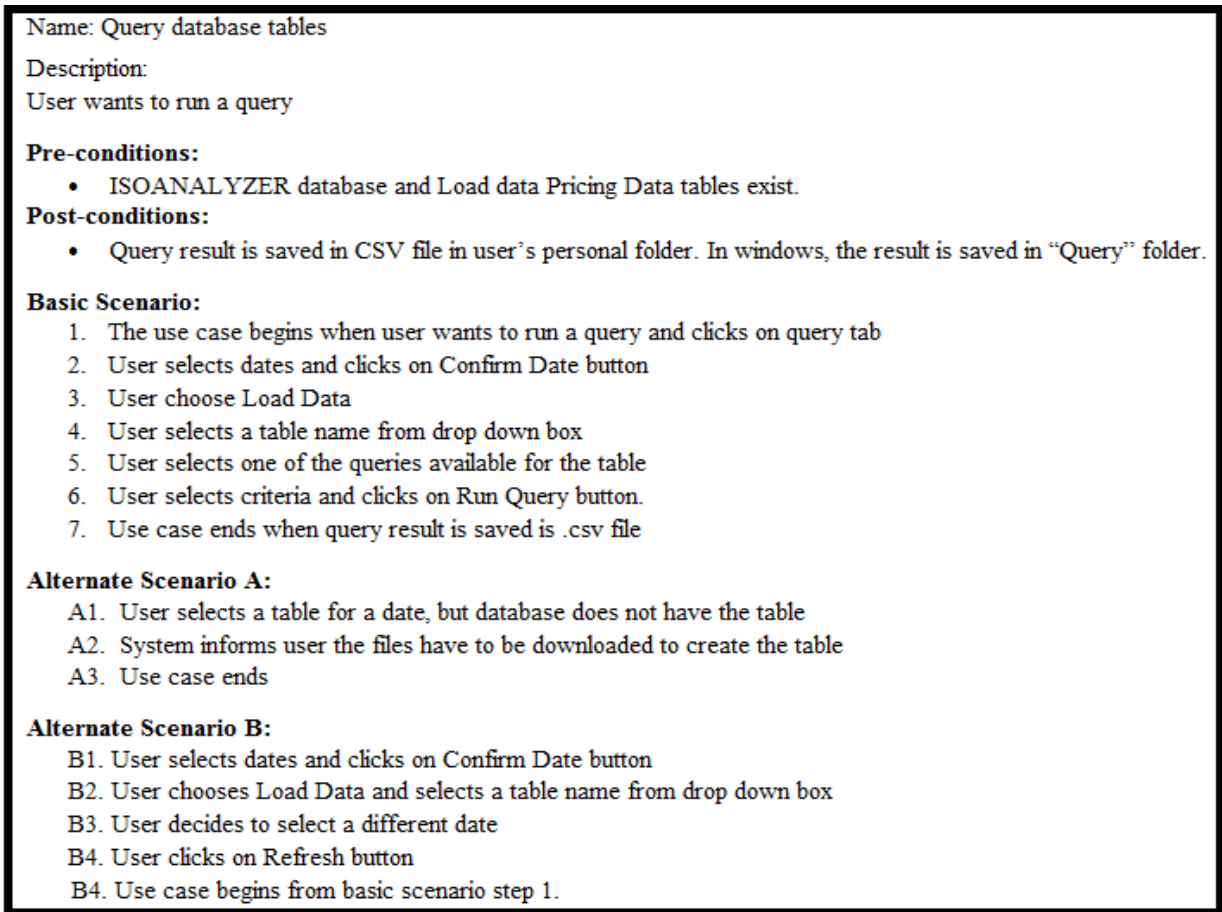 Name: Query database tables
Description:
User wants to run a query
Pre-conditions:
• ISOANALYZER database and Load data Pricing Data tables exist.
Post-conditions:
• Query result is saved in CSV file in user’s personal folder. In windows, the result is saved in “Query” folder.
Basic Scenario:
1. The use case begins when user wants to run a query and clicks on query tab
2. User selects dates and clicks on Confirm Date button
3. User choose Load Data
4. User selects a table name from drop down box
5. User selects one of the queries available for the table
6. User selects criteria and clicks on Run Query button.
7. Use case ends when query result is saved is .csv file
Alternate Scenario A:
A1. User selects a table for a date, but database does not have the table
A2. System informs user the files have to be downloaded to create the table
A3. Use case ends
Alternate Scenario B:
B1. User selects dates and clicks on Confirm Date button
B2. User chooses Load Data and selects a table name from drop down box
B3. User decides to select a different date
B4. User clicks on Refresh button
B4. Use case begins from basic scenario step 1.